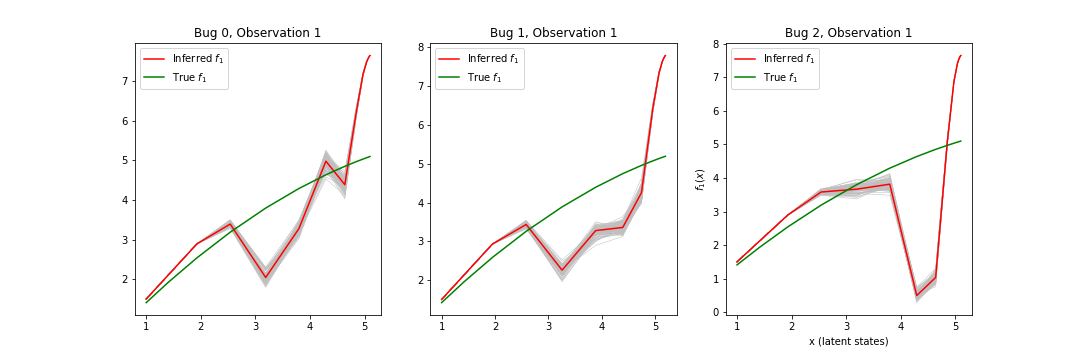 Bug 0, Observation 1
Inferred f₁
True f₁
7
6
5
4
3
2
1 2 3 4 5
Bug 1, Observation 1
Inferred f₁
True f₁
8
7
6
5
4
3
2
1 2 3 4 5
Bug 2, Observation 1
Inferred f₁
True f₁
f₁(x)
8
7
6
5
4
3
2
1
0
1 2 3 4 5
x (latent states)